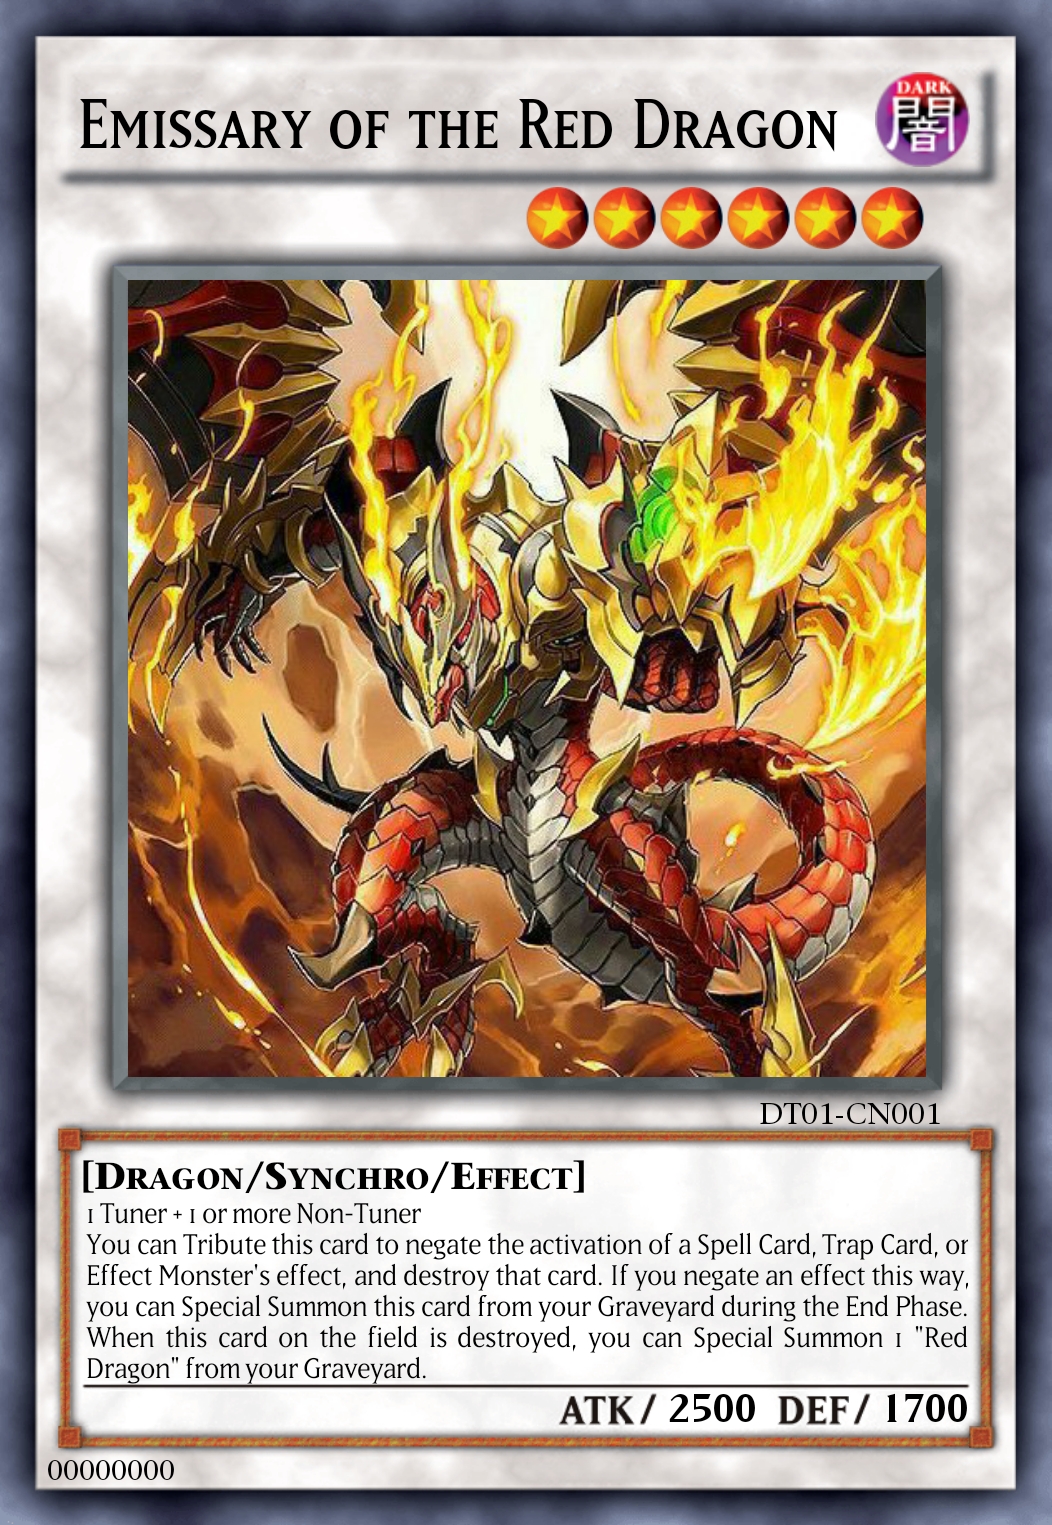 Emissary of the Red Dragon
DARK
闇
DT01-CN001
[Dragon/Synchro/Effect]
1 Tuner + 1 or more Non-Tuner
You can Tribute this card to negate the activation of a Spell Card, Trap Card, or
Effect Monster's effect, and destroy that card. If you negate an effect this way,
you can Special Summon this card from your Graveyard during the End Phase.
When this card on the field is destroyed, you can Special Summon 1 "Red
Dragon" from your Graveyard.
ATK/ 2500 DEF/ 1700
00000000